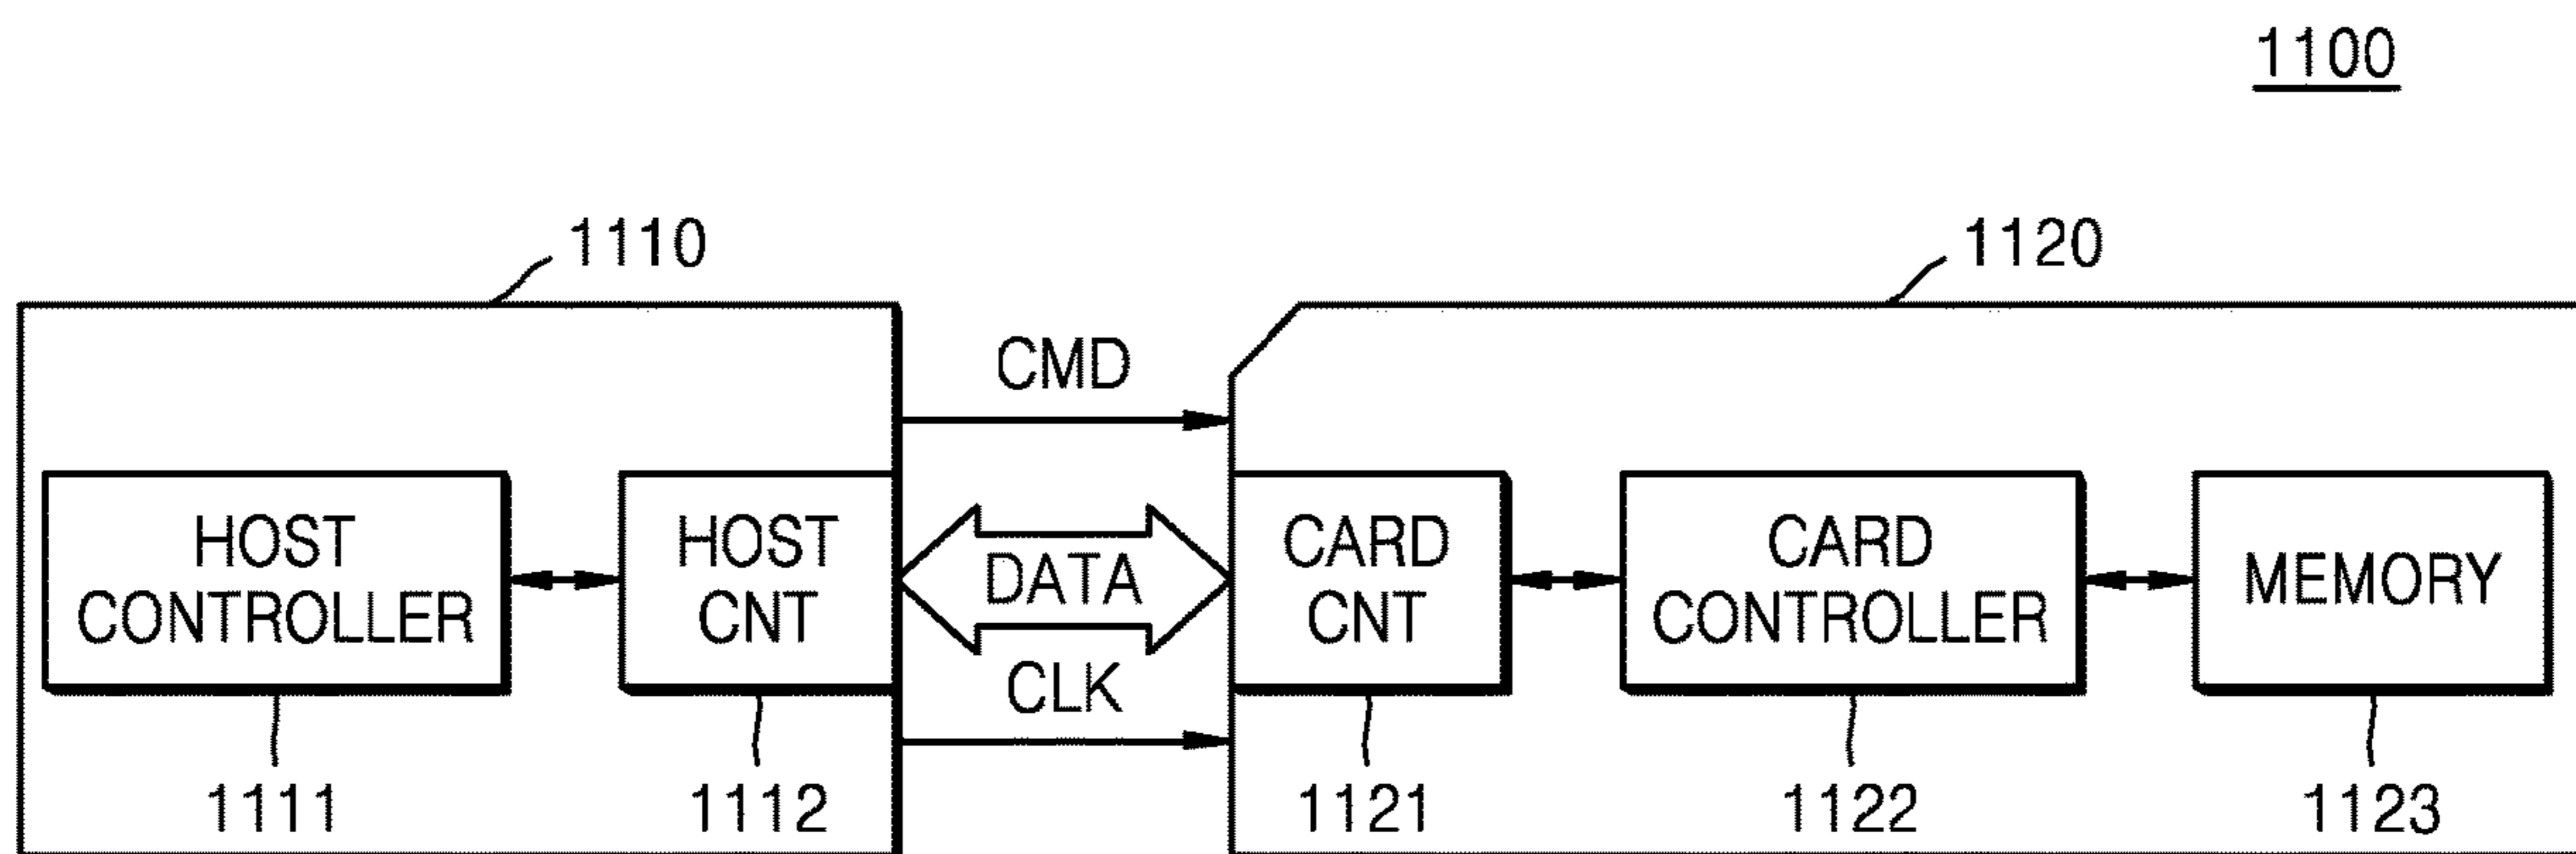 1100
1110
1120
CMD
HOST
CONTROLLER
HOST
CNT
DATA
CLK
CARD
CNT
CARD
CONTROLLER
MEMORY
1111
1112
1121
1122
1123